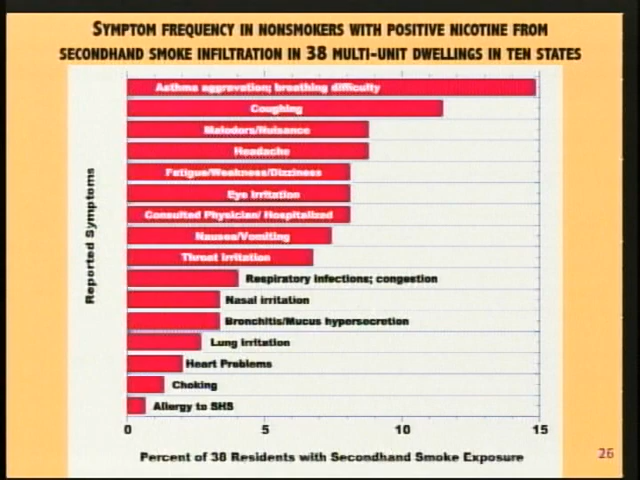 SYMPTOM FREQUENCY IN NONSMOKERS WITH POSITIVE NICOTINE FROM
SECONDHAND SMOKE INFILTRATION IN 38 MULTI-UNIT DWELLINGS IN TEN STATES
Reported Symptoms
Asthma aggravation; breathing difficulty
Coughing
Malodors/Nuisance
Headache
Fatigue/Weakness/Dizziness
Eye irritation
Consulted Physician/ Hospitalized
Nausea/Vomiting
Throat irritation
Respiratory infections; congestion
Nasal irritation
Bronchitis/Mucus hypersecretion
Lung irritation
Heart Problems
Choking
Allergy to SHS
0 5 10 15
Percent of 38 Residents with Secondhand Smoke Exposure
26